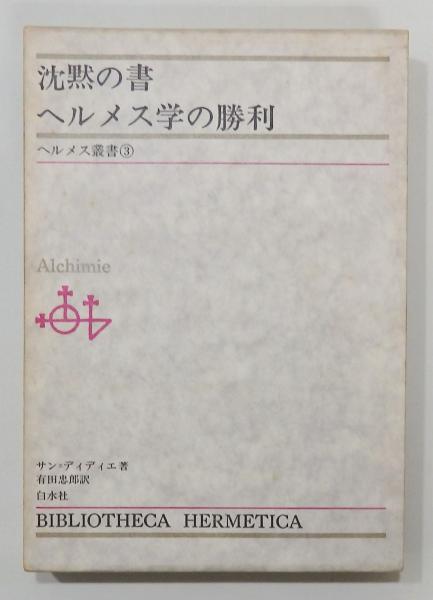 沈黙の書
ヘルメス学の勝利
ヘルメス叢書③
Alchimie
サン=ディディエ著
有田忠郎訳
白水社
BIBLIOTHECA HERMETICA